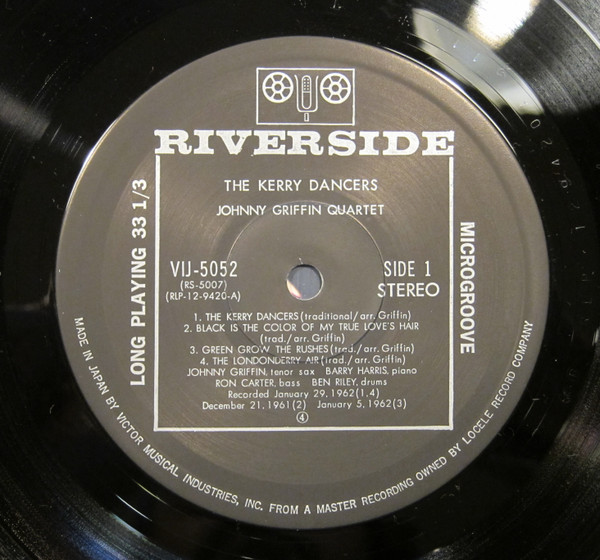 RIVERSIDE
THE KERRY DANCERS
JOHNNY GRIFFIN QUARTET
LONG PLAYING 33 1/3
MICROGROOVE
VIJ-5052
(RS-5007)
(RLP-12-9420-A)
SIDE 1
STEREO
1. THE KERRY DANCERS (traditional/arr. Griffin)
2. BLACK IS THE COLOR OF MY TRUE LOVE'S HAIR
(trad./arr. Griffin)
3. GREEN GROW THE RUSHES (trad./arr. Griffin)
4. THE LONDONDERRY AIR (trad./arr. Griffin)
JOHNNY GRIFFIN, tenor sax BARRY HARRIS, piano
RON CARTER, bass BEN RILEY, drums
Recorded January 29, 1962 (1,4)
December 21, 1961 (2) January 5, 1962 (3)
④
MADE IN JAPAN BY VICTOR MUSICAL INDUSTRIES, INC. FROM A MASTER RECORDING OWNED BY LOCELE RECORD COMPANY